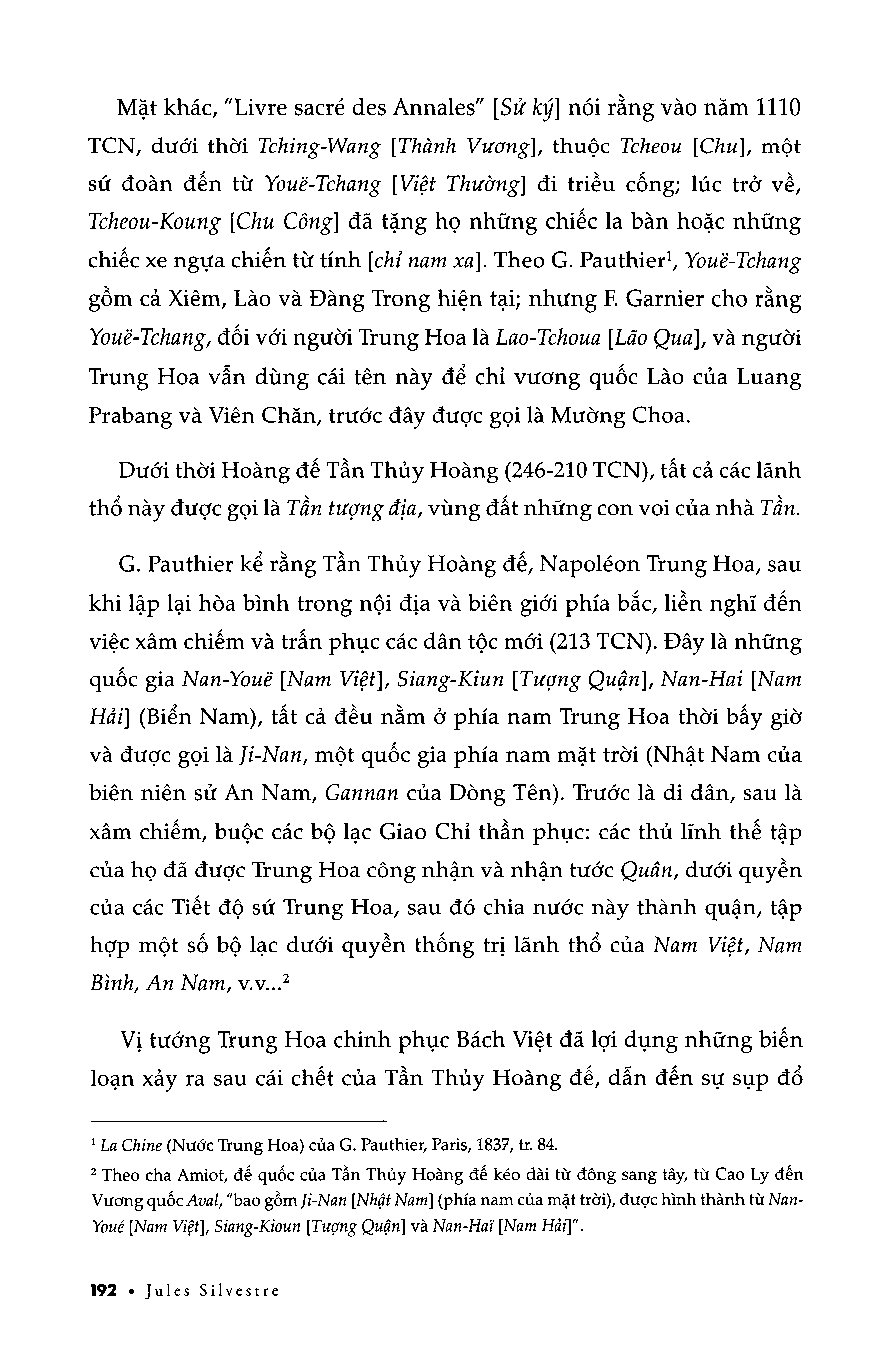 Mặt khác, “Livre sacré des Annales” [Sử ký] nói rằng vào năm 1110
TCN, dưới thời Tching-Wang [Thành Vương], thuộc Tcheou [Chu], một
sứ đoàn đến từ Youë-Tchang [Việt Thường] đi triều cống; lúc trở về,
Tcheou-Koung [Chu Công] đã tặng họ những chiếc la bàn hoặc những
chiếc xe ngựa chiến từ tính [chỉ nam xa]. Theo G. Pauthier¹, Youë-Tchang
gồm cả Xiêm, Lào và Đàng Trong hiện tại; nhưng F. Garnier cho rằng
Youë-Tchang, đối với người Trung Hoa là Lao-Tchoua [Lão Qua], và người
Trung Hoa vẫn dùng cái tên này để chỉ vương quốc Lào của Luang
Prabang và Viên Chăn, trước đây được gọi là Mường Choa.
Dưới thời Hoàng đế Tần Thủy Hoàng (246-210 TCN), tất cả các lãnh
thổ này được gọi là Tần tượng địa, vùng đất những con voi của nhà Tần.
G. Pauthier kể rằng Tần Thủy Hoàng đế, Napoléon Trung Hoa, sau
khi lập lại hòa bình trong nội địa và biên giới phía bắc, liền nghĩ đến
việc xâm chiếm và trấn phục các dân tộc mới (213 TCN). Đây là những
quốc gia Nan-Youë [Nam Việt], Siang-Kiun [Tượng Quận], Nan-Hai [Nam
Hải] (Biển Nam), tất cả đều nằm ở phía nam Trung Hoa thời bấy giờ
và được gọi là Ji-Nan, một quốc gia phía nam mặt trời (Nhật Nam của
biên niên sử An Nam, Gannan của Dòng Tên). Trước là di dân, sau là
xâm chiếm, buộc các bộ lạc Giao Chỉ thần phục: các thủ lĩnh thế tập
của họ đã được Trung Hoa công nhận và nhận tước Quân, dưới quyền
của các Tiết độ sứ Trung Hoa, sau đó chia nước này thành quận, tập
hợp một số bộ lạc dưới quyền thống trị lãnh thổ của Nam Việt, Nam
Bình, An Nam, v.v...²
Vị tướng Trung Hoa chinh phục Bách Việt đã lợi dụng những biến
loạn xảy ra sau cái chết của Tần Thủy Hoàng đế, dẫn đến sự sụp đổ
¹ La Chine (Nước Trung Hoa) của G. Pauthier, Paris, 1837, tr. 84.
² Theo cha Amiot, đế quốc của Tần Thủy Hoàng đế kéo dài từ đông sang tây, từ Cao Ly đến
Vương quốc Aval, “bao gồm Ji-Nan [Nhật Nam] (phía nam của mặt trời), được hình thành từ Nan-
Youé [Nam Việt], Siang-Kioun [Tượng Quận] và Nan-Haï [Nam Hải]”.
192 • Jules Silvestre